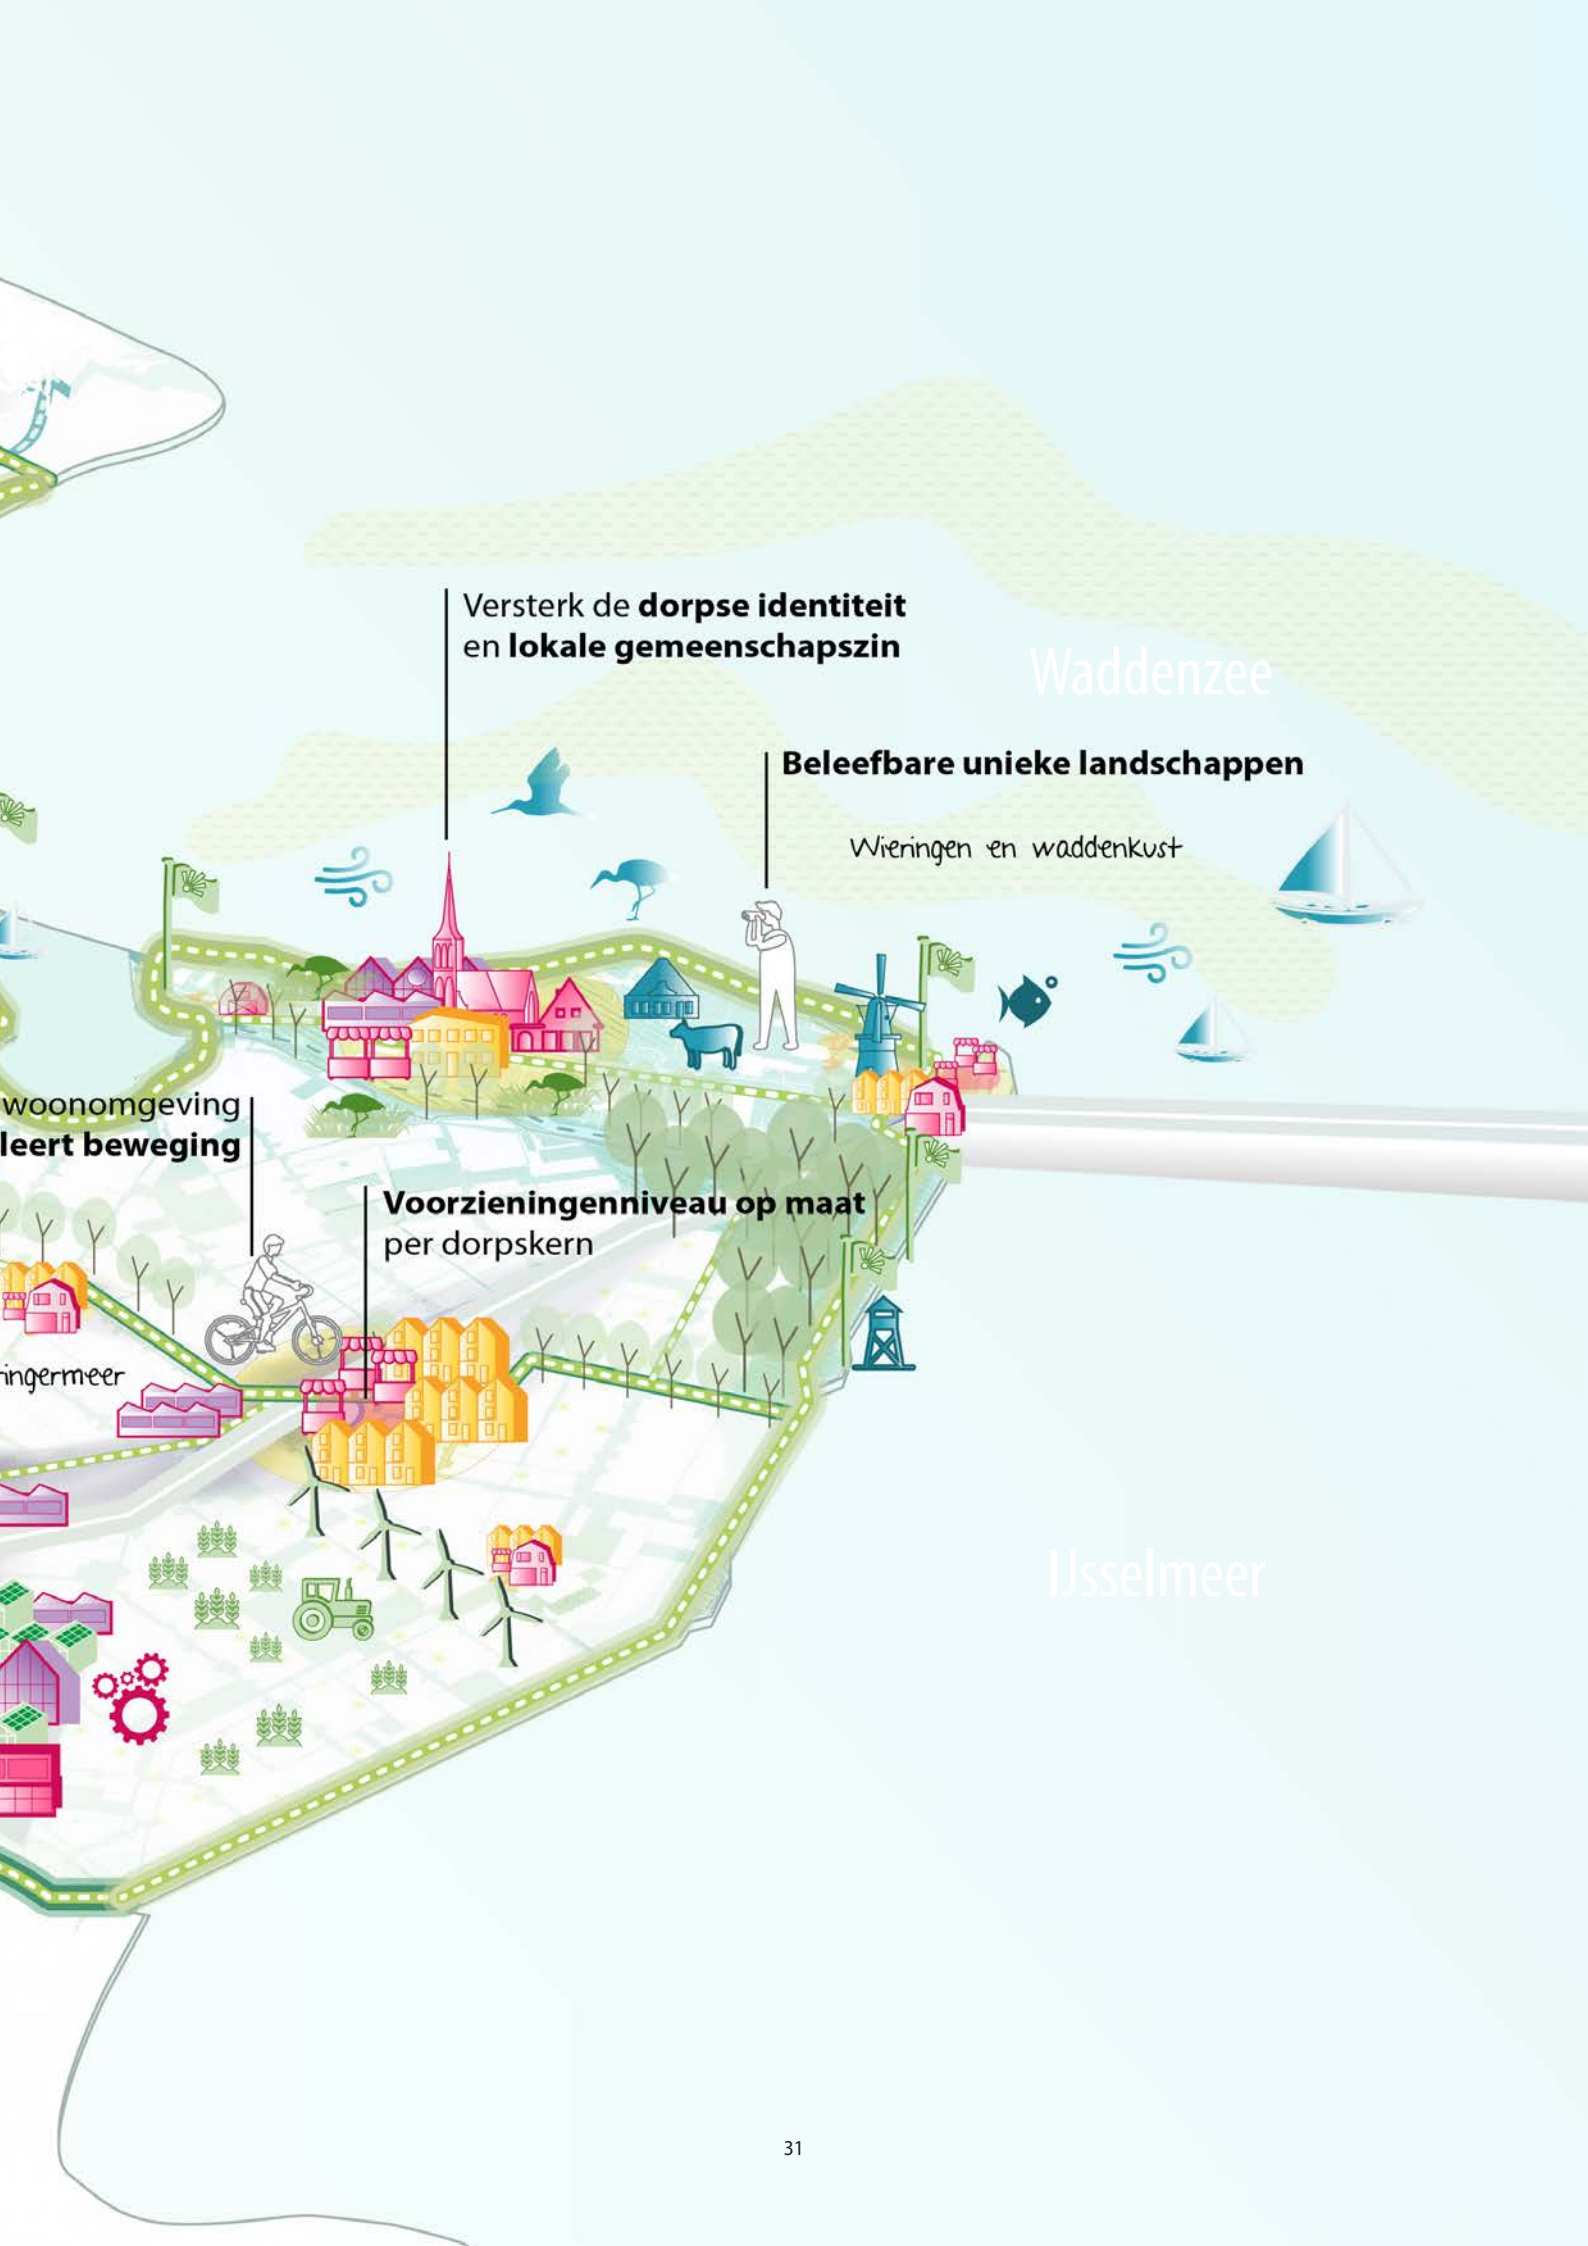 Versterk de dorpse identiteit
en lokale gemeenschapszin
Waddenzee
Beleefbare unieke landschappen
Wieringen en waddenkust
woonomgeving
leert beweging
Voorzieningenniveau op maat
per dorpskern
ingermeer
IJsselmeer
31